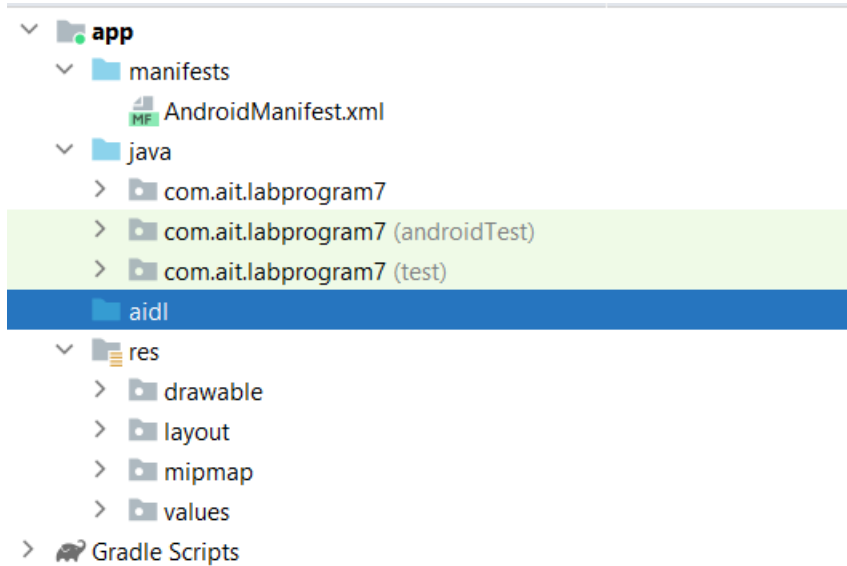 app
manifests
MF AndroidManifest.xml
java
com.ait.labprogram7
com.ait.labprogram7 (androidTest)
com.ait.labprogram7 (test)
aidl
res
drawable
layout
mipmap
values
Gradle Scripts